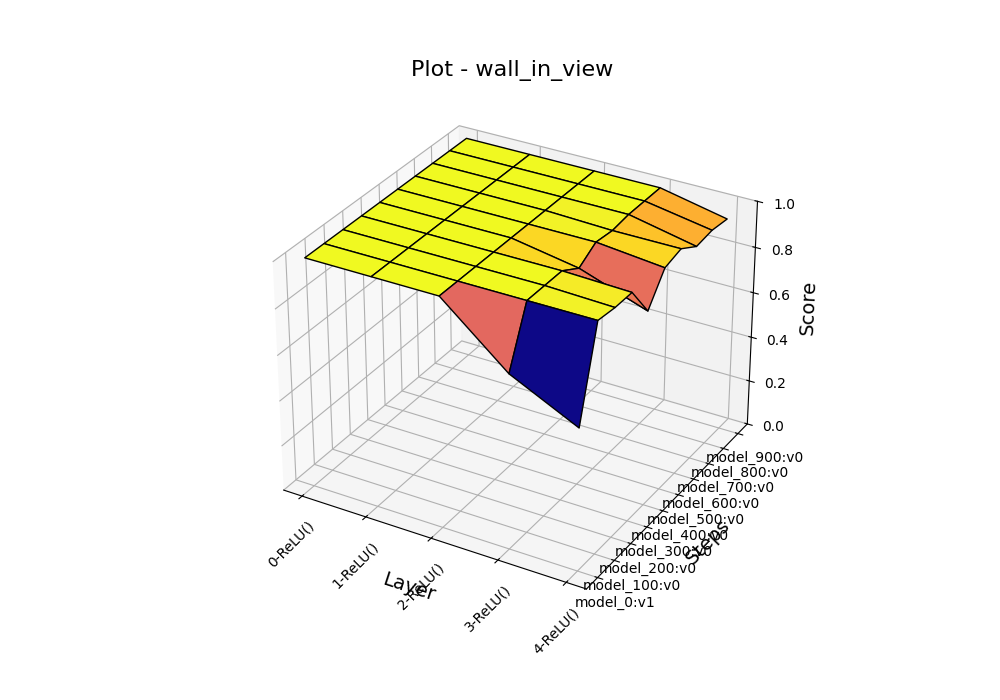 Plot - wall_in_view
1.0
0.8
0.6
0.4
0.2
0.0
Score
model_900:v0
model_800:v0
model_700:v0
model_600:v0
model_500:v0
model_400:v0
model_300:v0
model_200:v0
model_100:v0
model_0:v1
Steps
0-ReLU()
1-ReLU()
2-ReLU()
3-ReLU()
4-ReLU()
Layer